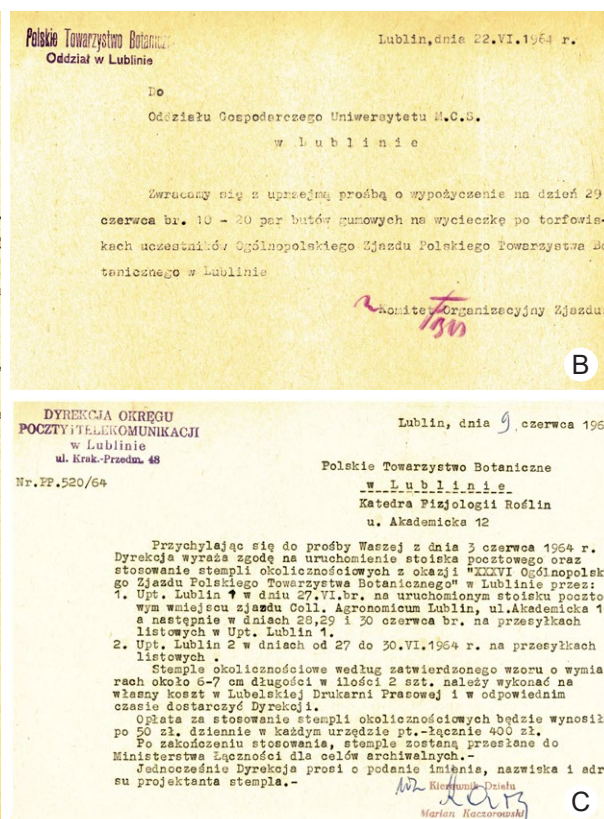 Polskie Towarzystwo Botanicz
Oddział w Lublinie
Lublin,dnia 22.VI.1964 r.
Do
Oddziału Gospodarczego Uniwersytetu M.C.S.
w L u b l i n i e
Zwracamy się z uprzejmą prośbą o wypożyczenie na dzień 29
czerwca br. 10 - 20 par butów gumowych na wycieczkę po torfowis-
kach uczestników Ogólnopolskiego Zjazdu Polskiego Towarzystwa Bo
tanicznego w Lublinie
Komitet Organizacyjny Zjazdu
B
DYREKCJA OKRĘGU
POCZTY i TELEKOMUNIKACJI
w Lublinie
ul. Krak.-Przedm. 48
Lublin, dnia 9 czerwca 196
Nr.PP.520/64
Polskie Towarzystwo Botaniczne
w L u b l i n i e
Katedra Fizjologii Roślin
u. Akademicka 12
Przychylając się do prośby Waszej z dnia 3 czerwca 1964 r.
Dyrekcja wyraża zgodę na uruchomienie stoiska pocztowego oraz
stosowanie stempli okolicznościowych z okazji "XXXVI Ogólnopolsk
go Zjazdu Polskiego Towarzystwa Botanicznego" w Lublinie przez:
1. Upt. Lublin 1 w dniu 27.VI.br. na uruchomionym stoisku poczto
wym wmiejscu zjazdu Coll. Agronomicum Lublin, ul.Akademicka 1
a następnie w dniach 28,29 i 30 czerwca br. na przesyłkach
listowych w Upt. Lublin 1.
2. Upt. Lublin 2 w dniach od 27 do 30.VI.1964 r. na przesyłkach
listowych .
Stemple okolicznościowe według zatwierdzonego wzoru o wymia
rach około 6-7 cm długości w ilości 2 szt. należy wykonać na
własny koszt w Lubelskiej Drukarni Prasowej i w odpowiednim
czasie dostarczyć Dyrekcji.
Opłata za stosowanie stempli okolicznościowych będzie wynosił
po 50 zł. dziennie w każdym urzędzie pt.-łącznie 400 zł.
Po zakończeniu stosowania, stemple zostaną przesłane do
Ministerstwa Łączności dla celów archiwalnych.-
Jednocześnie Dyrekcja prosi o podanie imienia, nazwiska i adr
su projektanta stempla.-
Kierownik Działu
Marian Kaczorowski
C